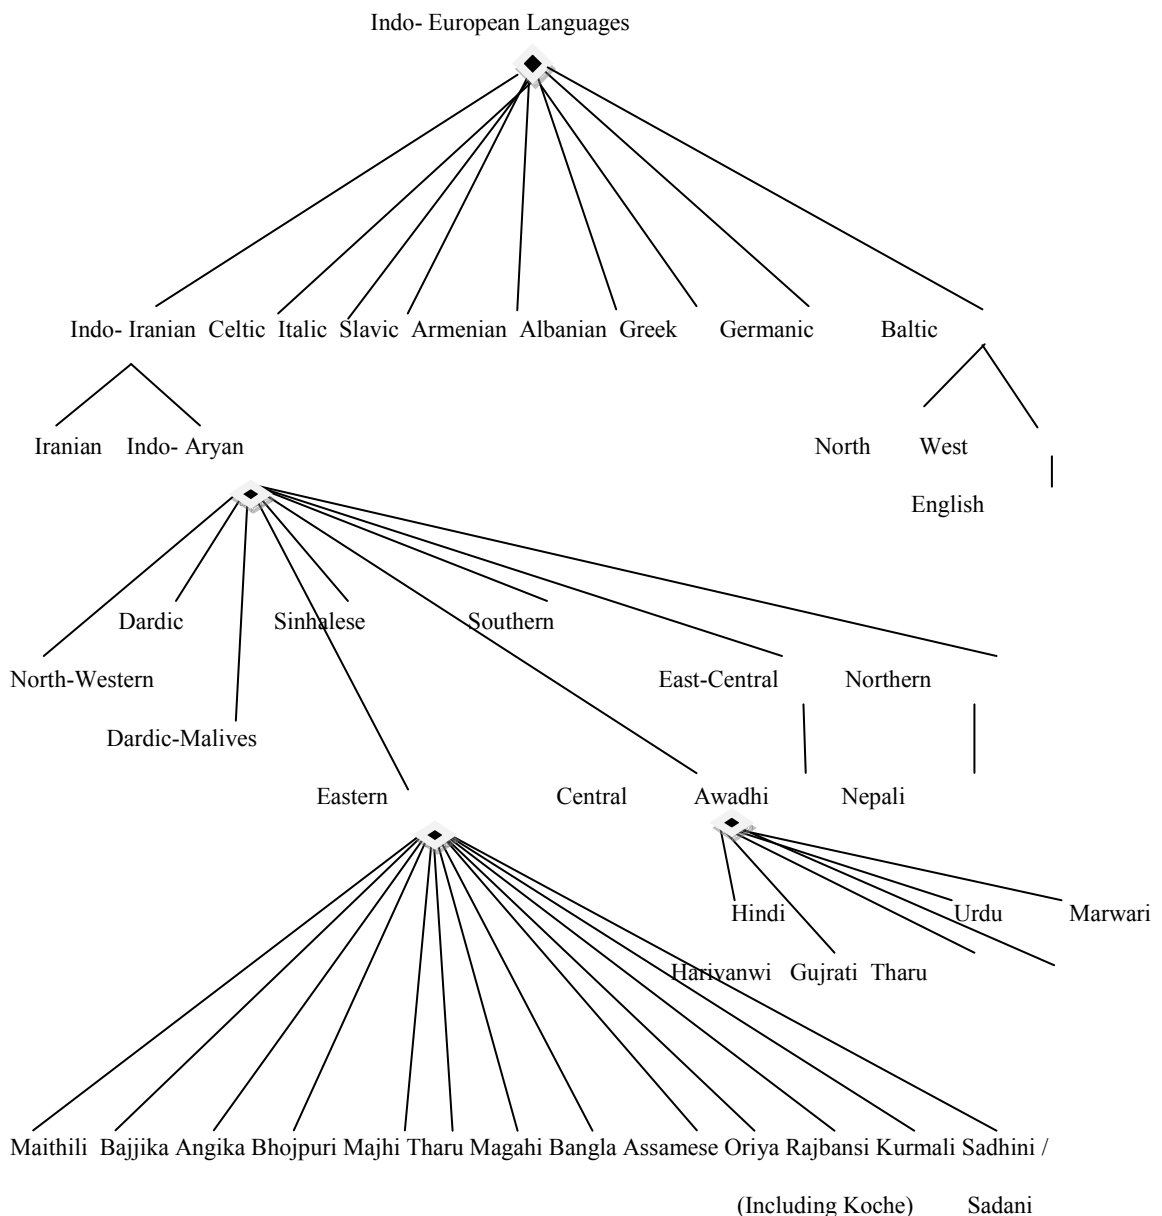 Indo- European Languages
Indo- Iranian Celtic Italic Slavic Armenian Albanian Greek Germanic Baltic
Iranian Indo- Aryan North West
English
Dardic Sinhalese Southern
North-Western East-Central Northern
Dardic-Malives
Eastern Central Awadhi Nepali
Hindi Urdu Marwari
Harivanwi Gujrati Tharu
Maithili Bajjika Angika Bhojpuri Majhi Tharu Magahi Bangla Assamese Oriya Rajbansi Kurmali Sadhini /
(Including Koche) Sadani